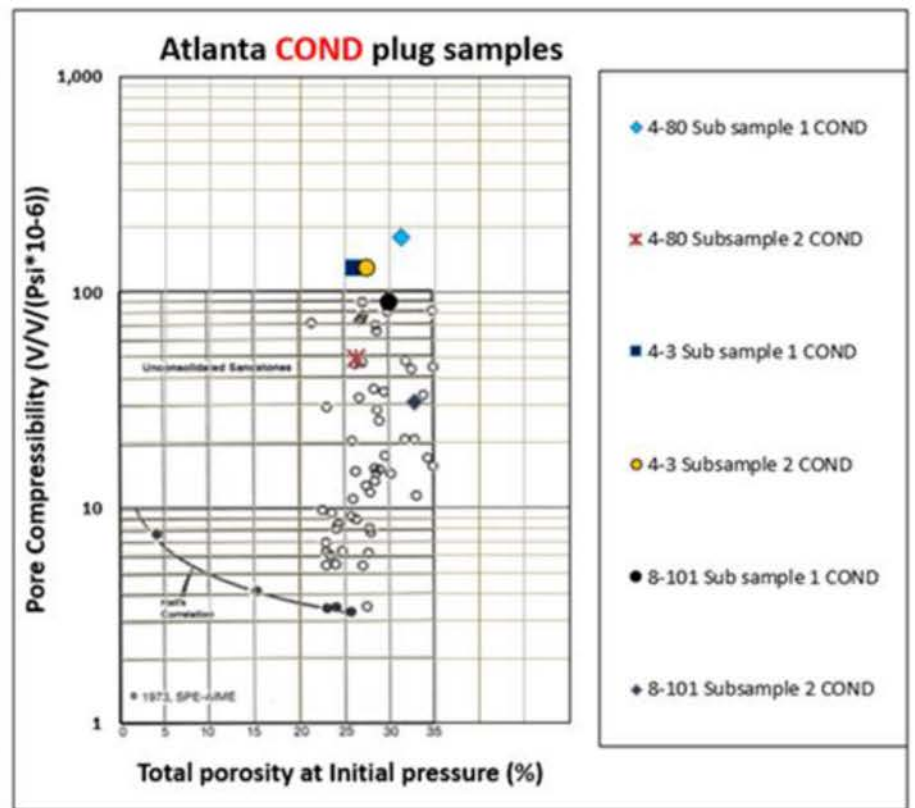 Atlanta COND plug samples
1,000
100
10
1
Pore Compressibility (V/V/(Psi*10-6))
Unconsolidated Sandstones
Hall's
Correlation
© 1973, SPE-AIME
0 5 10 15 20 25 30 35
Total porosity at Initial pressure (%)
4-80 Sub sample 1 COND
4-80 Subsample 2 COND
4-3 Sub sample 1 COND
4-3 Subsample 2 COND
8-101 Sub sample 1 COND
8-101 Subsample 2 COND